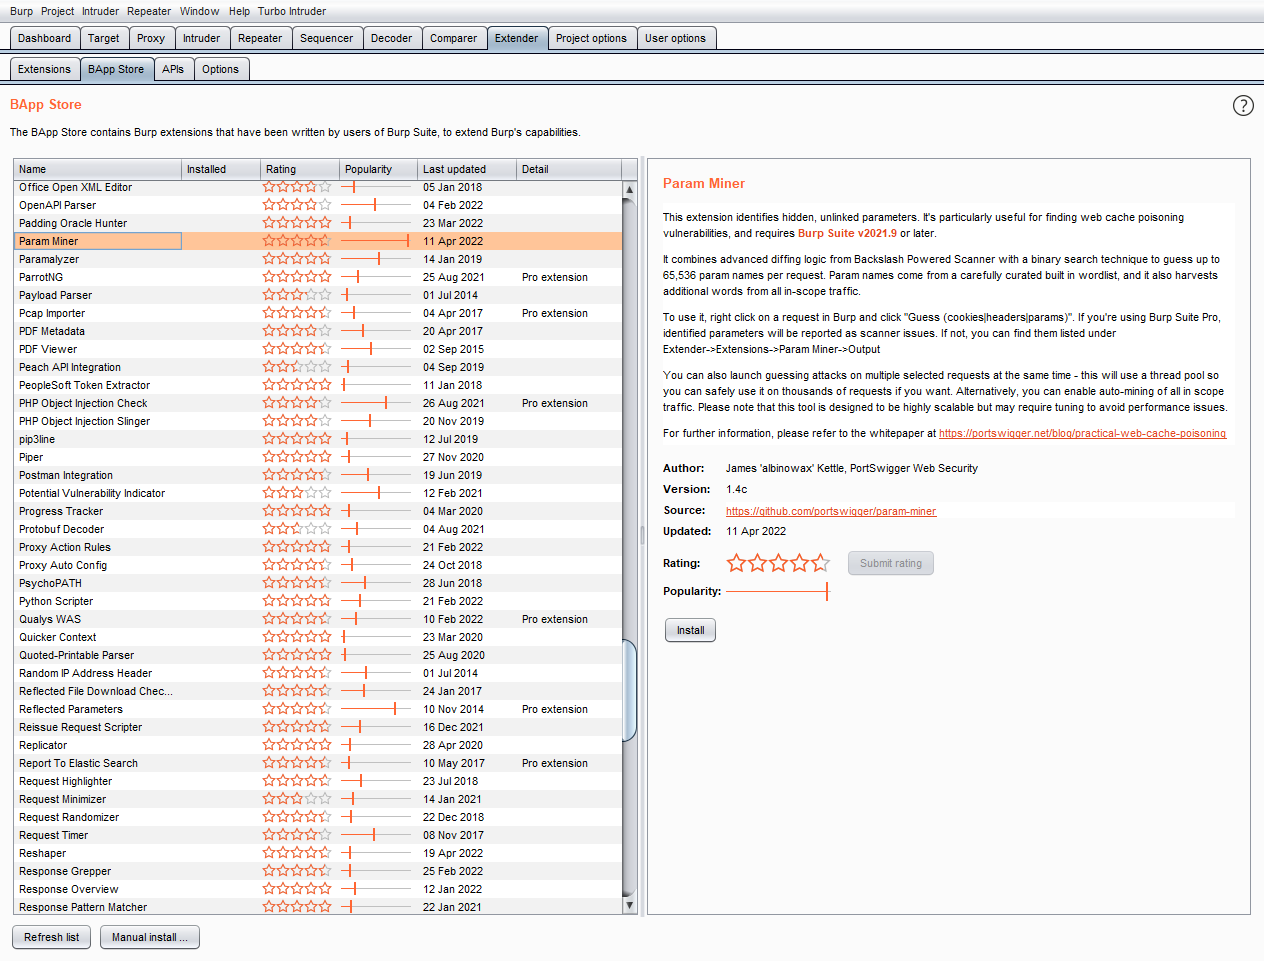 Burp Project Intruder Repeater Window Help Turbo Intruder
Dashboard Target Proxy Intruder Repeater Sequencer Decoder Comparer Extender Project options User options
Extensions BApp Store APIs Options
BApp Store
?
The BApp Store contains Burp extensions that have been written by users of Burp Suite, to extend Burp's capabilities.
Name Installed Rating Popularity Last updated Detail
Office Open XML Editor 05 Jan 2018
OpenAPI Parser 04 Feb 2022
Padding Oracle Hunter 23 Mar 2022
Param Miner 11 Apr 2022
Paramalyzer 14 Jan 2019
ParrotNG 25 Aug 2021 Pro extension
Payload Parser 01 Jul 2014
Pcap Importer 04 Apr 2017 Pro extension
PDF Metadata 20 Apr 2017
PDF Viewer 02 Sep 2015
Peach API Integration 04 Sep 2019
PeopleSoft Token Extractor 11 Jan 2018
PHP Object Injection Check 26 Aug 2021 Pro extension
PHP Object Injection Slinger 20 Nov 2019
pip3line 12 Jul 2019
Piper 27 Nov 2020
Postman Integration 19 Jun 2019
Potential Vulnerability Indicator 12 Feb 2021
Progress Tracker 04 Mar 2020
Protobuf Decoder 04 Aug 2021
Proxy Action Rules 21 Feb 2022
Proxy Auto Config 24 Oct 2018
PsychoPATH 28 Jun 2018
Python Scripter 21 Feb 2022
Qualys WAS 10 Feb 2022 Pro extension
Quicker Context 23 Mar 2020
Quoted-Printable Parser 25 Aug 2020
Random IP Address Header 01 Jul 2014
Reflected File Download Chec... 24 Jan 2017
Reflected Parameters 10 Nov 2014 Pro extension
Reissue Request Scripter 16 Dec 2021
Replicator 28 Apr 2020
Report To Elastic Search 10 May 2017 Pro extension
Request Highlighter 23 Jul 2018
Request Minimizer 14 Jan 2021
Request Randomizer 22 Dec 2018
Request Timer 08 Nov 2017
Reshaper 19 Apr 2022
Response Grepper 25 Feb 2022
Response Overview 12 Jan 2022
Response Pattern Matcher 22 Jan 2021
Refresh list Manual install ...
Param Miner
This extension identifies hidden, unlinked parameters. It's particularly useful for finding web cache poisoning
vulnerabilities, and requires Burp Suite v2021.9 or later.
It combines advanced diffing logic from Backslash Powered Scanner with a binary search technique to guess up to
65,536 param names per request. Param names come from a carefully curated built in wordlist, and it also harvests
additional words from all in-scope traffic.
To use it, right click on a request in Burp and click "Guess (cookies|headers|params)". If you're using Burp Suite Pro,
identified parameters will be reported as scanner issues. If not, you can find them listed under
Extender->Extensions->Param Miner->Output
You can also launch guessing attacks on multiple selected requests at the same time - this will use a thread pool so
you can safely use it on thousands of requests if you want. Alternatively, you can enable auto-mining of all in scope
traffic. Please note that this tool is designed to be highly scalable but may require tuning to avoid performance issues.
For further information, please refer to the whitepaper at https://portswigger.net/blog/practical-web-cache-poisoning
Author: James 'albinowax' Kettle, PortSwigger Web Security
Version: 1.4c
Source: https://github.com/portswigger/param-miner
Updated: 11 Apr 2022
Rating: Submit rating
Popularity:
Install